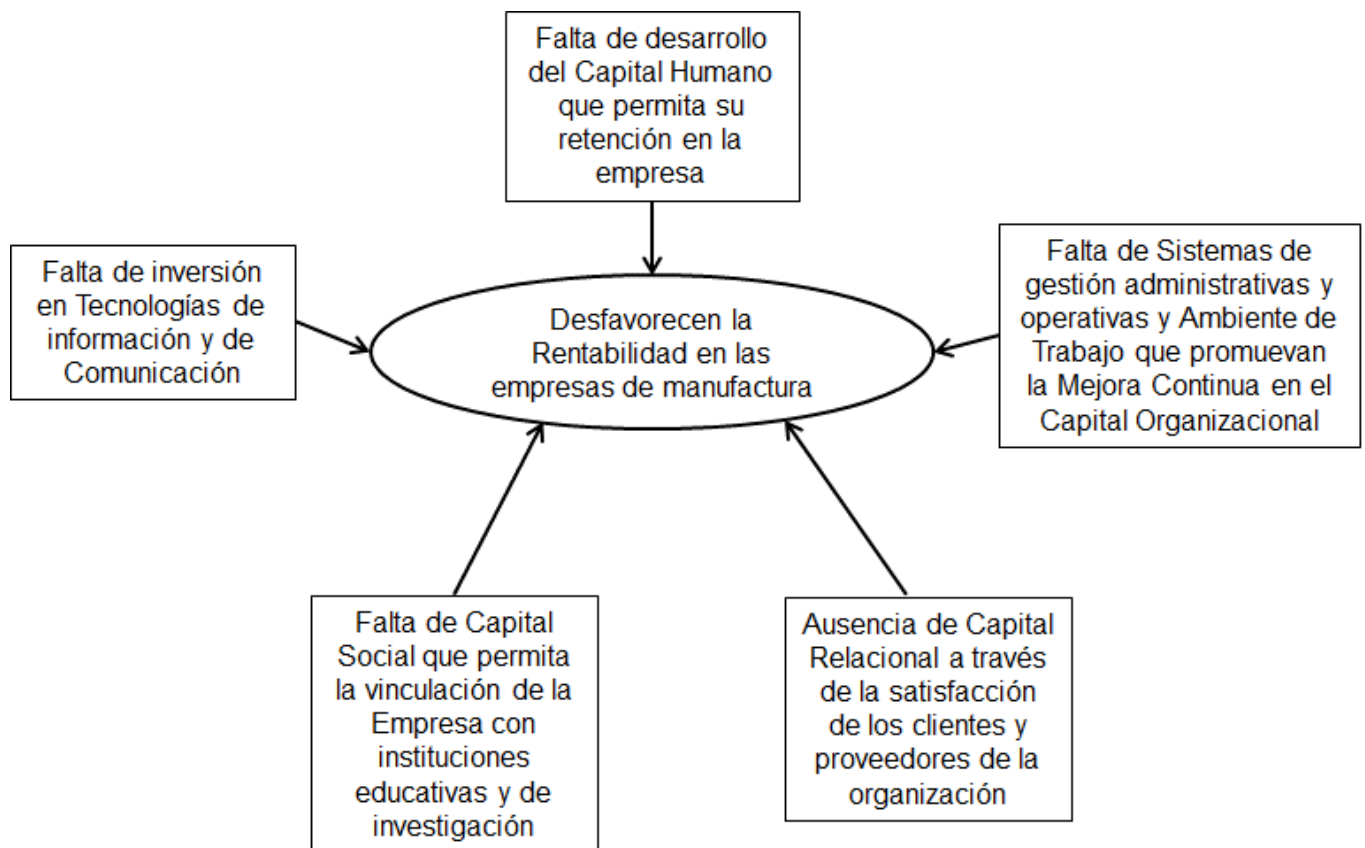 Falta de desarrollo
del Capital Humano
que permita su
retención en la
empresa
Falta de inversión
en Tecnologías de
información y de
Comunicación
Desfavorecen la
Rentabilidad en las
empresas de manufactura
Falta de Sistemas de
gestión administrativas y
operativas y Ambiente de
Trabajo que promuevan
la Mejora Continua en el
Capital Organizacional
Falta de Capital
Social que permita
la vinculación de la
Empresa con
instituciones
educativas y de
investigación
Ausencia de Capital
Relacional a través
de la satisfacción
de los clientes y
proveedores de la
organización